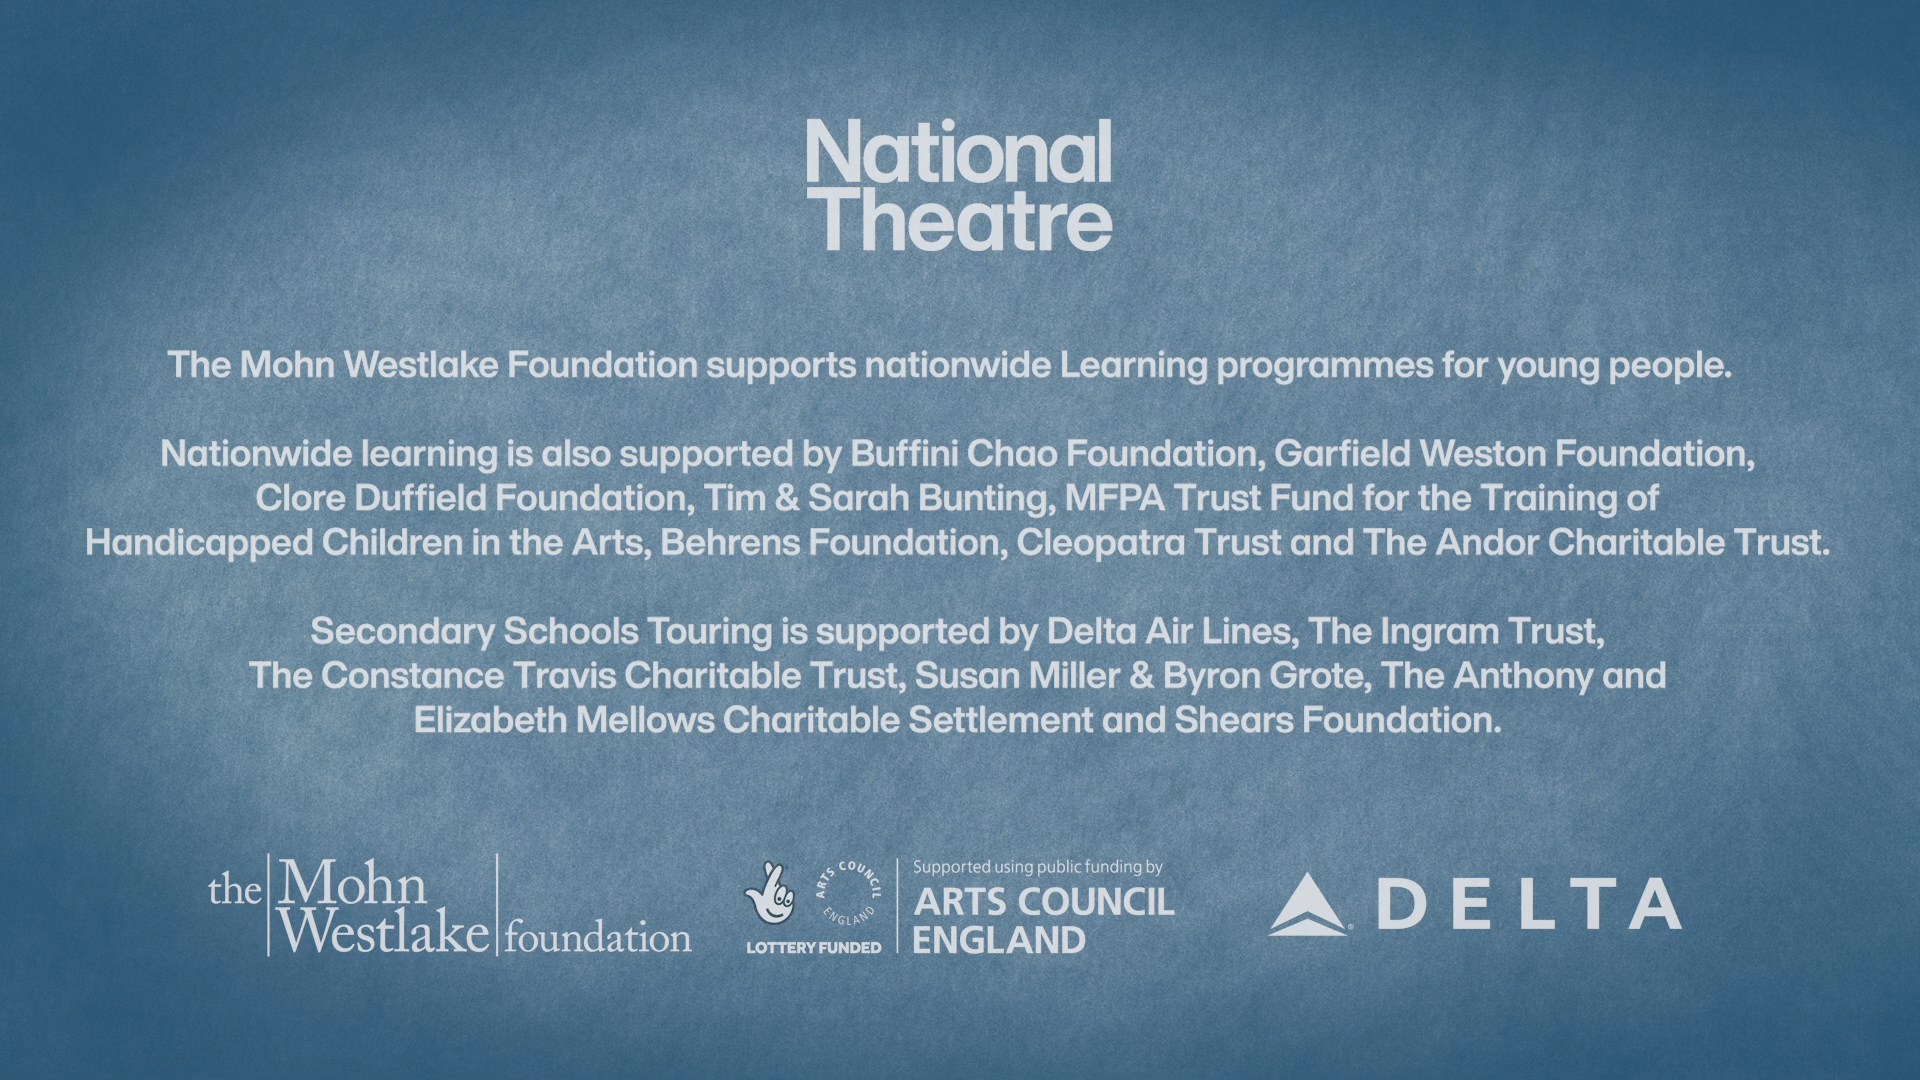 National
Theatre
The Mohn Westlake Foundation supports nationwide Learning programmes for young people.
Nationwide learning is also supported by Buffini Chao Foundation, Garfield Weston Foundation,
Clore Duffield Foundation, Tim & Sarah Bunting, MFPA Trust Fund for the Training of
Handicapped Children in the Arts, Behrens Foundation, Cleopatra Trust and The Andor Charitable Trust.
Secondary Schools Touring is supported by Delta Air Lines, The Ingram Trust,
The Constance Travis Charitable Trust, Susan Miller & Byron Grote, The Anthony and
Elizabeth Mellows Charitable Settlement and Shears Foundation.
the Mohn
Westlake foundation
ARTS COUNCIL
ENGLAND
LOTTERY FUNDED
Supported using public funding by
ARTS COUNCIL
ENGLAND
DELTA